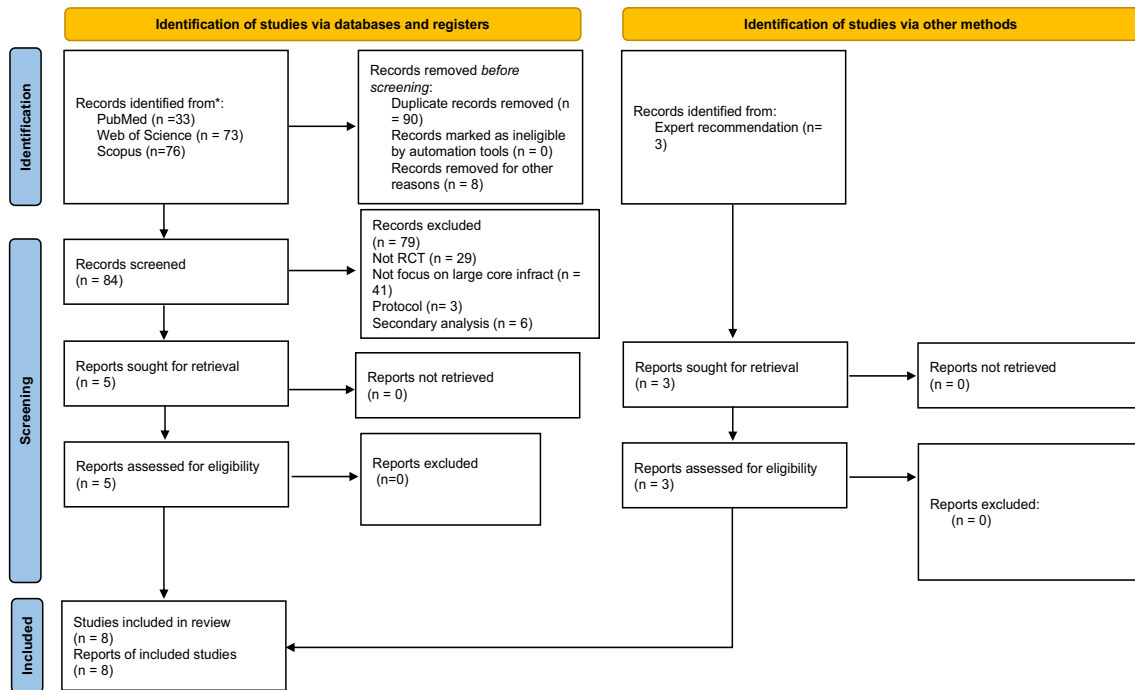 Identification of studies via databases and registers
Identification of studies via other methods
Identification
Records identified from*:
PubMed (n =33)
Web of Science (n = 73)
Scopus (n=76)
Records removed before
screening:
Duplicate records removed (n
= 90)
Records marked as ineligible
by automation tools (n = 0)
Records removed for other
reasons (n = 8)
Records identified from:
Expert recommendation (n=
3)
Screening
Records screened
(n = 84)
Records excluded
(n = 79)
Not RCT (n = 29)
Not focus on large core infract (n =
41)
Protocol (n= 3)
Secondary analysis (n = 6)
Reports sought for retrieval
(n = 5)
Reports not retrieved
(n = 0)
Reports sought for retrieval
(n = 3)
Reports not retrieved
(n = 0)
Reports assessed for eligibility
(n = 5)
Reports excluded
(n=0)
Reports assessed for eligibility
(n = 3)
Reports excluded:
(n = 0)
Included
Studies included in review
(n = 8)
Reports of included studies
(n = 8)